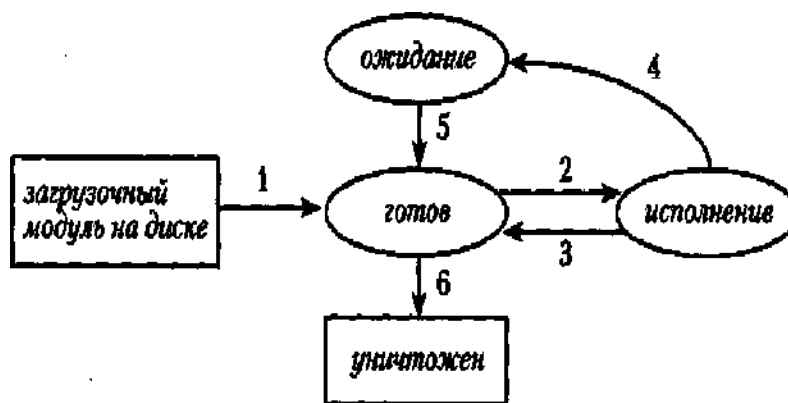 ожидание
4
5
загрузочный
модуль на диске
1
готов
2
исполнение
3
6
уничтожен